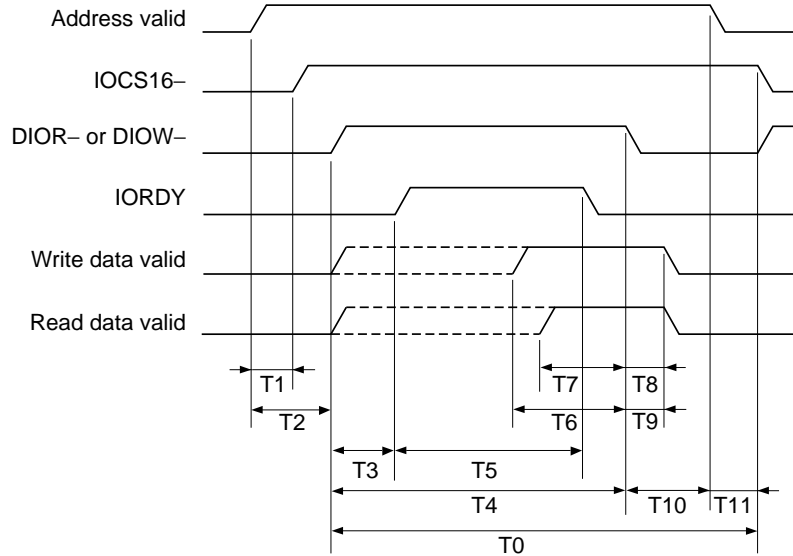 Address valid
IOCS16–
DIOR– or DIOW–
IORDY
Write data valid
Read data valid
T1 T7 T8
T2 T6 T9
T3 T5
T4 T10 T11
T0